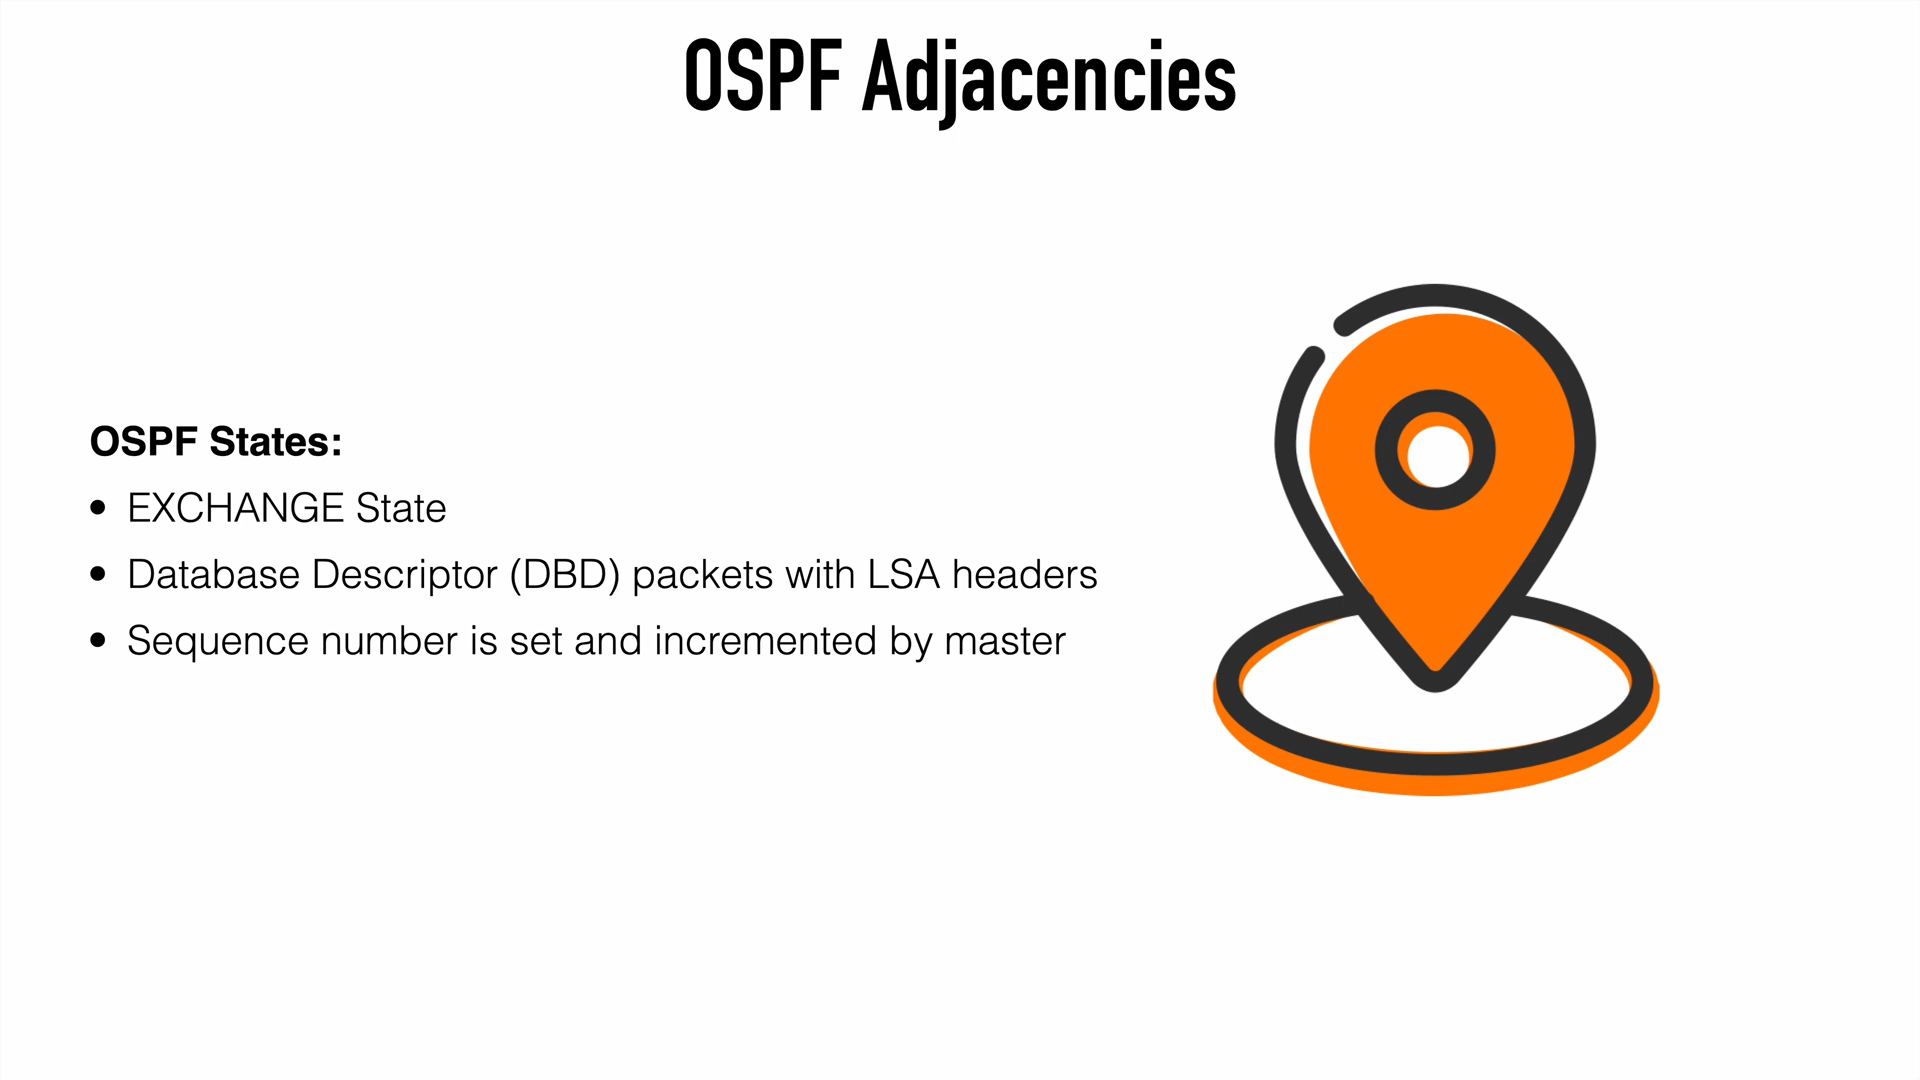 OSPF Adjacencies
OSPF States:
• EXCHANGE State
• Database Descriptor (DBD) packets with LSA headers
• Sequence number is set and incremented by master